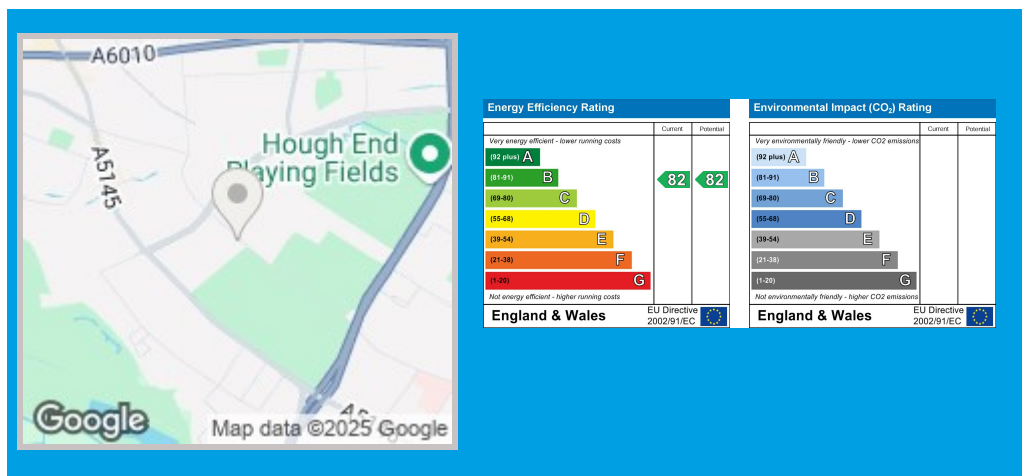 A6010
A5145
Hough End
Playing Fields
Google
Map data ©2025 Google
Energy Efficiency Rating
Current
Potential
Very energy efficient - lower running costs
(92 plus) A
(81-91) B
82
82
(69-80) C
(55-68) D
(39-54) E
(21-38) F
(1-20) G
Not energy efficient - higher running costs
England & Wales
EU Directive
2002/91/EC
Environmental Impact (CO₂) Rating
Current
Potential
Very environmentally friendly - lower CO2 emissions
(92 plus) A
(81-91) B
(69-80) C
(55-68) D
(39-54) E
(21-38) F
(1-20) G
Not environmentally friendly - higher CO2 emissions
England & Wales
EU Directive
2002/91/EC